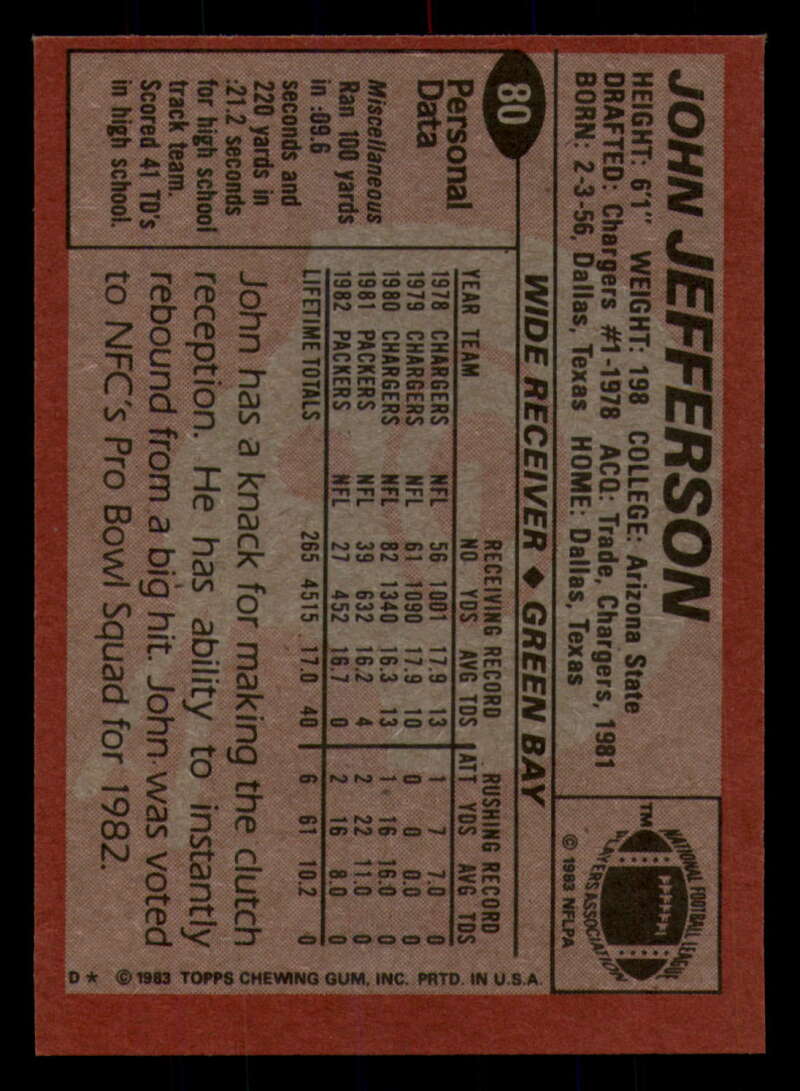 JOHN JEFFERSON
HEIGHT: 6'1" WEIGHT: 198 COLLEGE: Arizona State
DRAFTED: Chargers #1-1978 ACQ: Trade, Chargers, 1981
BORN: 2-3-56, Dallas, Texas HOME: Dallas, Texas
NATIONAL FOOTBALL LEAGUE
PLAYERS ASSOCIATION
TM
© 1983 NFLPA
80
WIDE RECEIVER ◆ GREEN BAY
Personal
Data
Miscellaneous
Ran 100 yards
in :09.6
seconds and
220 yards in
:21.2 seconds
for high school
track team.
Scored 41 TD's
in high school.
RECEIVING RECORD RUSHING RECORD
YEAR TEAM NO YDS AVG TDS ATT YDS AVG TDS
1978 CHARGERS NFL 56 1001 17.9 13 1 7 7.0 0
1979 CHARGERS NFL 61 1090 17.9 10 0 0 0.0 0
1980 CHARGERS NFL 82 1340 16.3 13 1 16 16.0 0
1981 PACKERS NFL 39 632 16.2 4 2 22 11.0 0
1982 PACKERS NFL 27 452 16.7 0 2 16 8.0 0
LIFETIME TOTALS 265 4515 17.0 40 6 61 10.2 0
John has a knack for making the clutch
reception. He has ability to instantly
rebound from a big hit. John was voted
to NFC's Pro Bowl Squad for 1982.
D * © 1983 TOPPS CHEWING GUM, INC. PRTD. IN U.S.A.